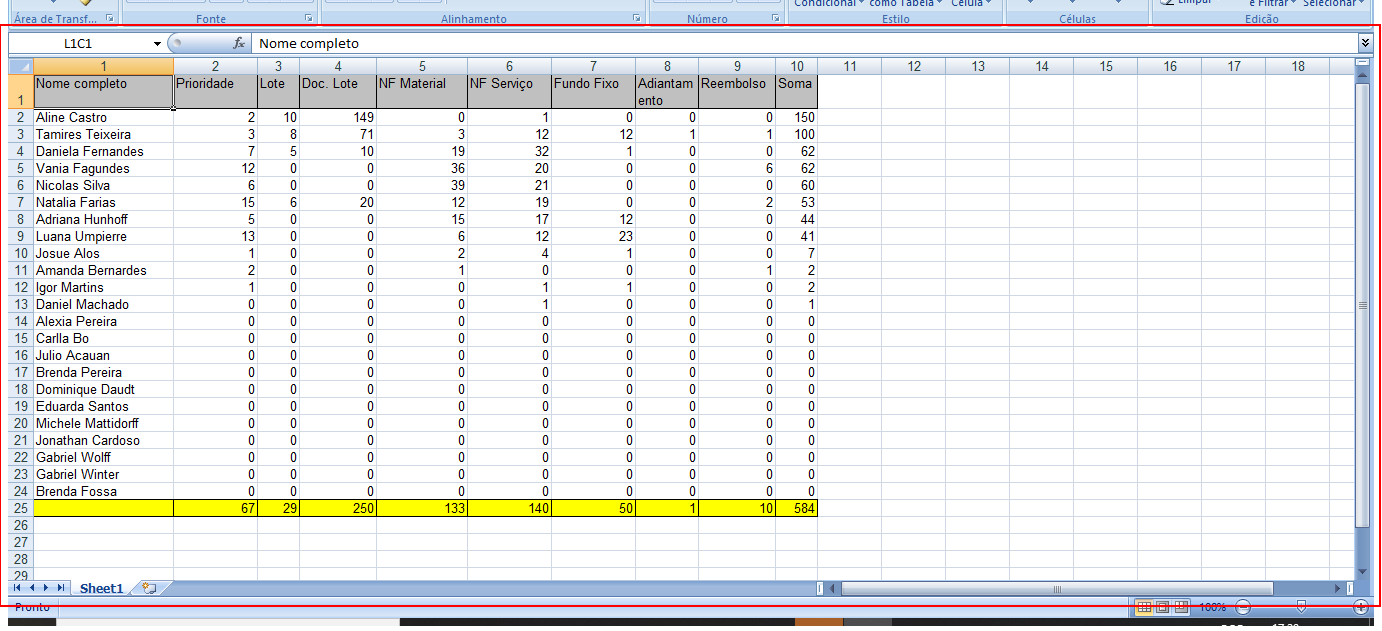 Condicional como Tabela Célula Limpar e Filtrar Selecionar
Área de Transf... Fonte Alinhamento Número Estilo Células Edição
L1C1 fx Nome completo
1 2 3 4 5 6 7 8 9 10 11 12 13 14 15 16 17 18
1 Nome completo Prioridade Lote Doc. Lote NF Material NF Serviço Fundo Fixo Adiantam Reembolso Soma
ento
2 Aline Castro 2 10 149 0 1 0 0 0 150
3 Tamires Teixeira 3 8 71 3 12 12 1 1 100
4 Daniela Fernandes 7 5 10 19 32 1 0 0 62
5 Vania Fagundes 12 0 0 36 20 0 0 6 62
6 Nicolas Silva 6 0 0 39 21 0 0 0 60
7 Natalia Farias 15 6 20 12 19 0 0 2 53
8 Adriana Hunhoff 5 0 0 15 17 12 0 0 44
9 Luana Umpierre 13 0 0 6 12 23 0 0 41
10 Josue Alos 1 0 0 2 4 1 0 0 7
11 Amanda Bernardes 2 0 0 1 0 0 0 1 2
12 Igor Martins 1 0 0 0 1 1 0 0 2
13 Daniel Machado 0 0 0 0 1 0 0 0 1
14 Alexia Pereira 0 0 0 0 0 0 0 0 0
15 Carlla Bo 0 0 0 0 0 0 0 0 0
16 Julio Acauan 0 0 0 0 0 0 0 0 0
17 Brenda Pereira 0 0 0 0 0 0 0 0 0
18 Dominique Daudt 0 0 0 0 0 0 0 0 0
19 Eduarda Santos 0 0 0 0 0 0 0 0 0
20 Michele Mattidorff 0 0 0 0 0 0 0 0 0
21 Jonathan Cardoso 0 0 0 0 0 0 0 0 0
22 Gabriel Wolff 0 0 0 0 0 0 0 0 0
23 Gabriel Winter 0 0 0 0 0 0 0 0 0
24 Brenda Fossa 0 0 0 0 0 0 0 0 0
25 67 29 250 133 140 50 1 10 584
26
27
28
29
Sheet1
Pronto 100%